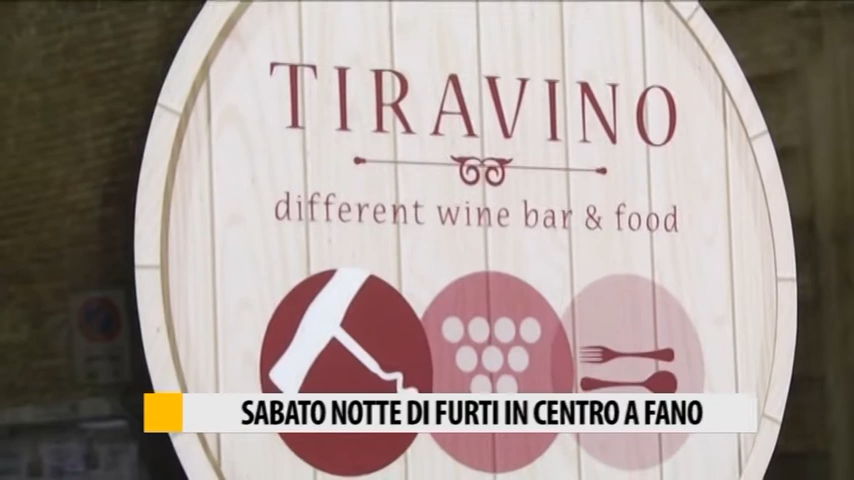 TIRAVINO
different wine bar & food
SABATO NOTTE DI FURTI IN CENTRO A FANO